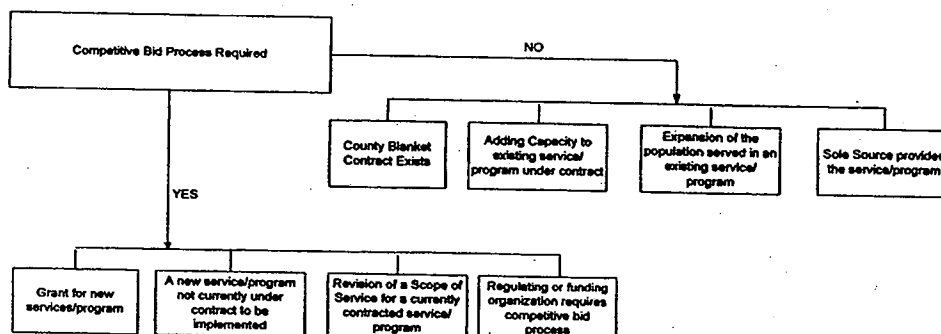 Competitive Bid Process Required
NO
County Blanket
Contract Exists
Adding Capacity to
existing service/
program under contract
Expansion of the
population served in an
existing service/
program
Sole Source provider
the service/program
YES
Grant for new
services/program
A new service/program
not currently under
contract to be
implemented
Revision of a Scope of
Service for a currently
contracted service/
program
Regulating or funding
organization requires
competitive bid
process